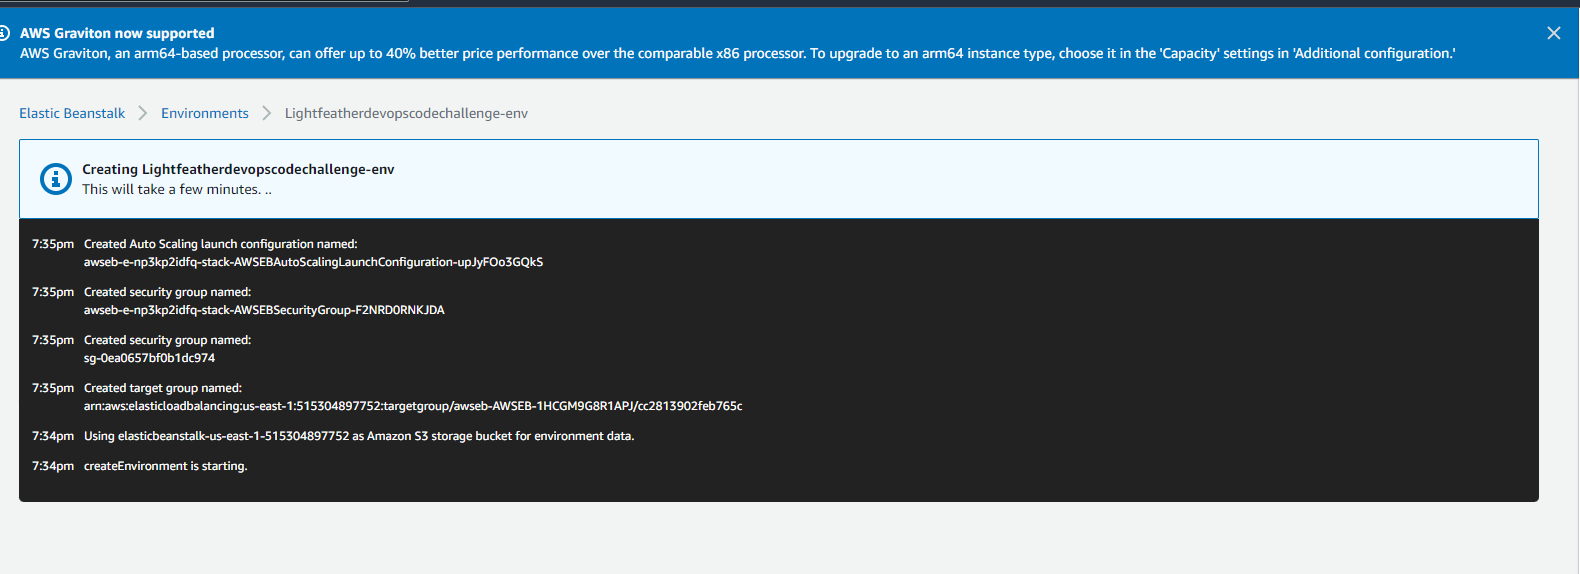 AWS Graviton now supported
AWS Graviton, an arm64-based processor, can offer up to 40% better price performance over the comparable x86 processor. To upgrade to an arm64 instance type, choose it in the 'Capacity' settings in 'Additional configuration.'
Elastic Beanstalk > Environments > Lightfeatherdevopscodechallenge-env
Creating Lightfeatherdevopscodechallenge-env
This will take a few minutes. ..
7:35pm Created Auto Scaling launch configuration named:
awseb-e-np3kp2idfq-stack-AWSEBAutoScalingLaunchConfiguration-upJyFOo3GQkS
7:35pm Created security group named:
awseb-e-np3kp2idfq-stack-AWSEBSecurityGroup-F2NRD0RNKJDA
7:35pm Created security group named:
sg-0ea0657bf0b1dc974
7:35pm Created target group named:
arn:aws:elasticloadbalancing:us-east-1:515304897752:targetgroup/awseb-AWSEB-1HCGM9G8R1APJ/cc2813902feb765c
7:34pm Using elasticbeanstalk-us-east-1-515304897752 as Amazon S3 storage bucket for environment data.
7:34pm createEnvironment is starting.